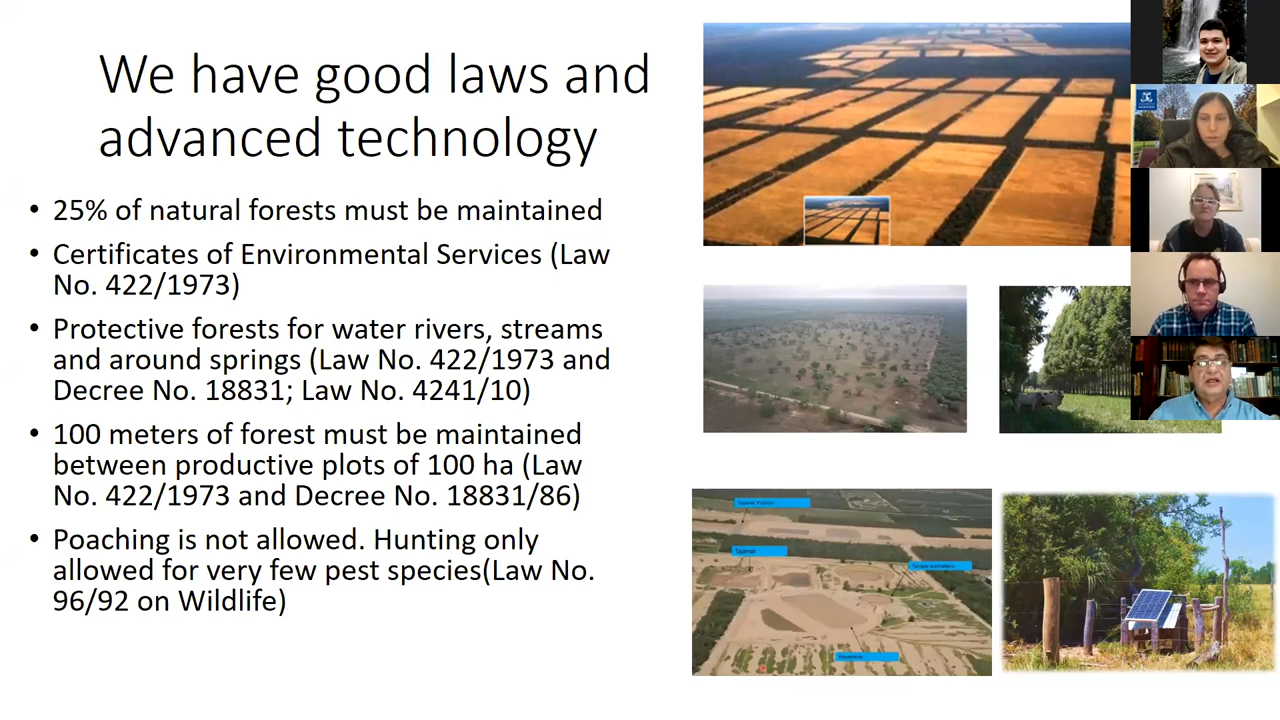 We have good laws and
advanced technology
• 25% of natural forests must be maintained
• Certificates of Environmental Services (Law
No. 422/1973)
• Protective forests for water rivers, streams
and around springs (Law No. 422/1973 and
Decree No. 18831; Law No. 4241/10)
• 100 meters of forest must be maintained
between productive plots of 100 ha (Law
No. 422/1973 and Decree No. 18831/86)
• Poaching is not allowed. Hunting only
allowed for very few pest species(Law No.
96/92 on Wildlife)
Tajamar